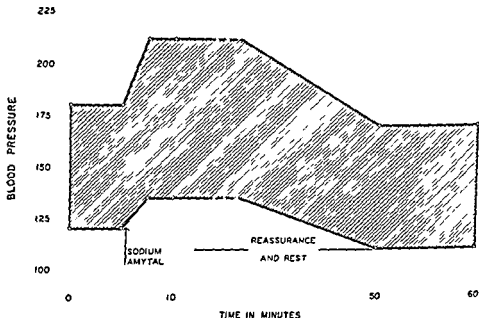 225
200
175
150
125
100
BLOOD PRESSURE
SODIUM
AMYTAL
REASSURANCE
AND REST
0
10
50
60
TIME IN MINUTES